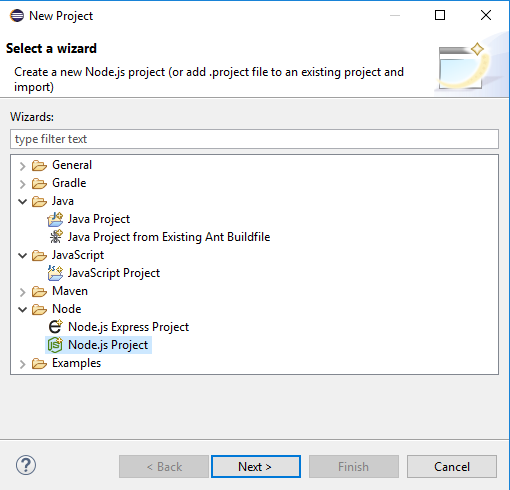 New Project
Select a wizard
Create a new Node.js project (or add .project file to an existing project and
import)
Wizards:
type filter text
General
Gradle
Java
Java Project
Java Project from Existing Ant Buildfile
JavaScript
JavaScript Project
Maven
Node
Node.js Express Project
Node.js Project
Examples
?
< Back
Next >
Finish
Cancel